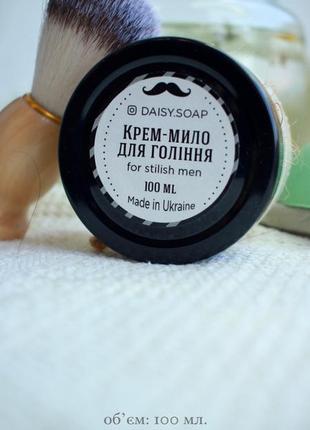 DAISY.SOAP
Крем-мило
для гоління
for stilish men
100 ML
Made in Ukraine
об'єм: 100 мл.